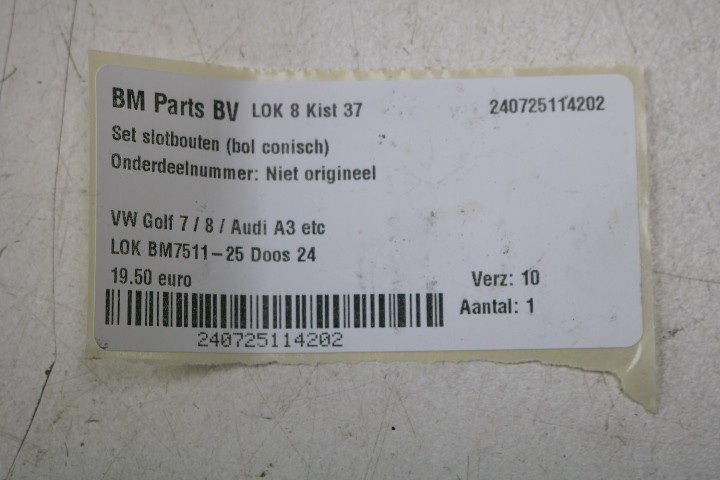 BM Parts BV LOK 8 Kist 37 240725114202
Set slotbouten (bol conisch)
Onderdeelnummer: Niet origineel
VW Golf 7 / 8 / Audi A3 etc
LOK BM7511-25 Doos 24
19.50 euro Verz: 10
Aantal: 1
240725114202